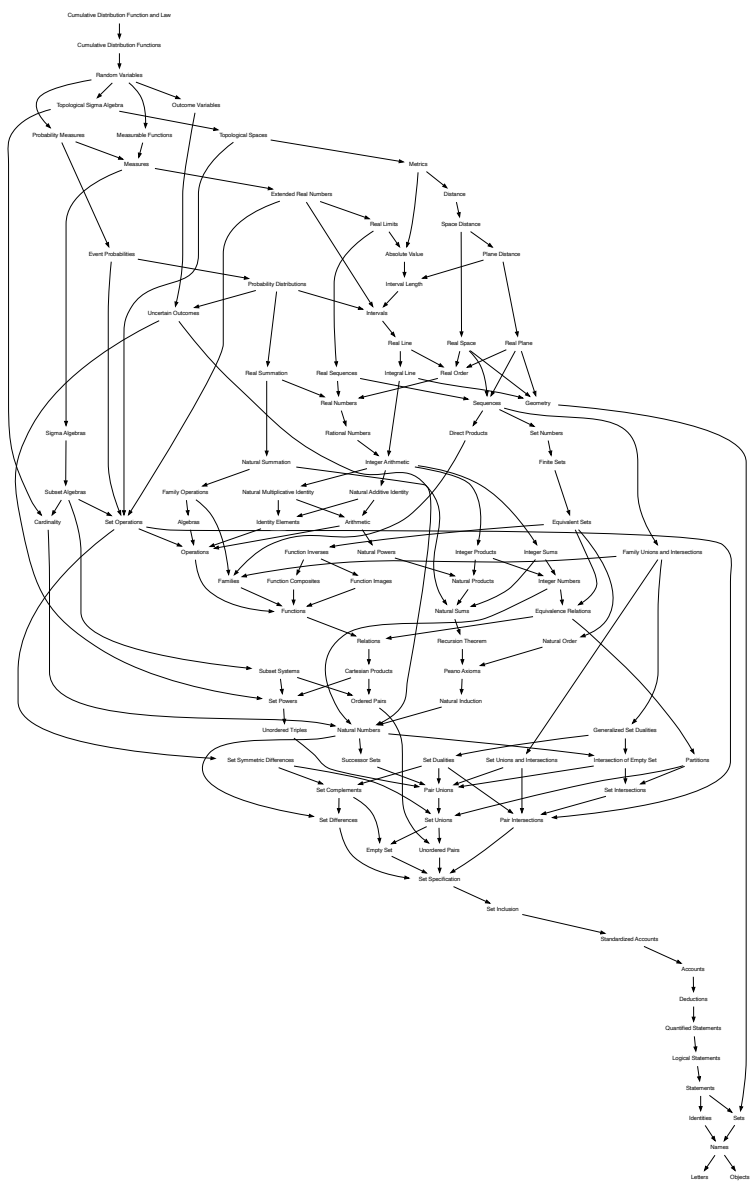 Cumulative Distribution Function and Law
Cumulative Distribution Functions
Random Variables
Topological Sigma Algebra
Outcome Variables
Probability Measures
Measurable Functions
Topological Spaces
Measures
Metrics
Extended Real Numbers
Distance
Real Limits
Space Distance
Event Probabilities
Absolute Value
Plane Distance
Probability Distributions
Interval Length
Uncertain Outcomes
Intervals
Real Line
Real Space
Real Plane
Real Summation
Real Sequences
Integral Line
Real Order
Real Numbers
Sequences
Geometry
Sigma Algebras
Rational Numbers
Direct Products
Set Numbers
Natural Summation
Integer Arithmetic
Finite Sets
Subset Algebras
Family Operations
Natural Multiplicative Identity
Natural Additive Identity
Cardinality
Set Operations
Algebras
Identity Elements
Arithmetic
Equivalent Sets
Operations
Function Inverses
Natural Powers
Integer Products
Integer Sums
Family Unions and Intersections
Families
Function Composites
Function Images
Natural Products
Integer Numbers
Functions
Natural Sums
Equivalence Relations
Relations
Recursion Theorem
Natural Order
Subset Systems
Cartesian Products
Peano Axioms
Set Powers
Ordered Pairs
Natural Induction
Unordered Triples
Natural Numbers
Generalized Set Dualities
Set Symmetric Differences
Successor Sets
Set Dualities
Set Unions and Intersections
Intersection of Empty Set
Partitions
Set Complements
Pair Unions
Set Intersections
Set Differences
Set Unions
Pair Intersections
Empty Set
Unordered Pairs
Set Specification
Set Inclusion
Standardized Accounts
Accounts
Deductions
Quantified Statements
Logical Statements
Statements
Identities
Sets
Names
Letters
Objects